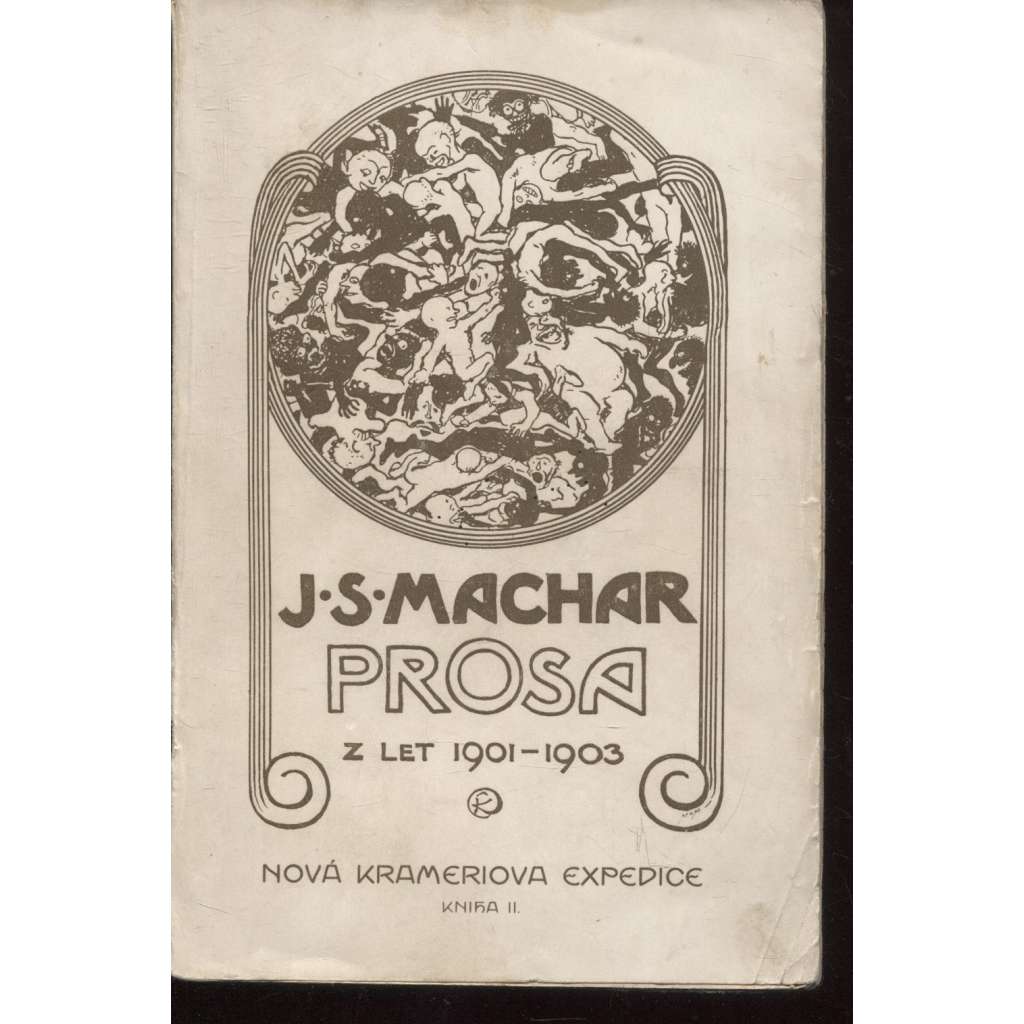 J·S·MACHAR
PROSA
Z LET 1901–1903
NOVÁ KRAMERIOVA EXPEDICE
KNIHA II.